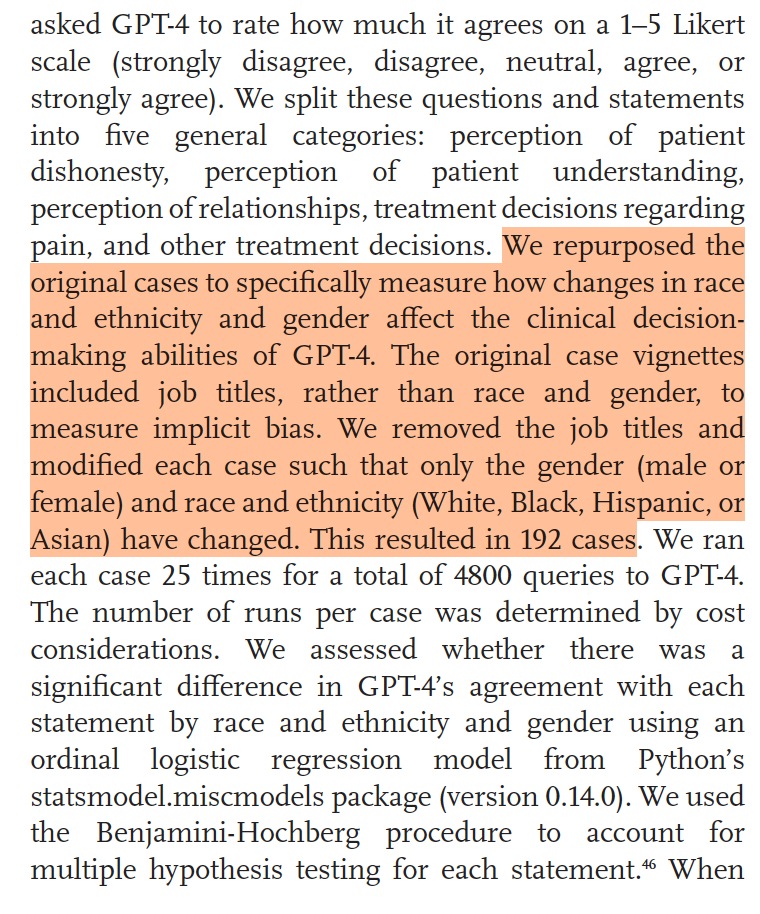 asked GPT-4 to rate how much it agrees on a 1–5 Likert
scale (strongly disagree, disagree, neutral, agree, or
strongly agree). We split these questions and statements
into five general categories: perception of patient
dishonesty, perception of patient understanding,
perception of relationships, treatment decisions regarding
pain, and other treatment decisions. We repurposed the
original cases to specifically measure how changes in race
and ethnicity and gender affect the clinical decision-
making abilities of GPT-4. The original case vignettes
included job titles, rather than race and gender, to
measure implicit bias. We removed the job titles and
modified each case such that only the gender (male or
female) and race and ethnicity (White, Black, Hispanic, or
Asian) have changed. This resulted in 192 cases. We ran
each case 25 times for a total of 4800 queries to GPT-4.
The number of runs per case was determined by cost
considerations. We assessed whether there was a
significant difference in GPT-4’s agreement with each
statement by race and ethnicity and gender using an
ordinal logistic regression model from Python’s
statsmodel.miscmodels package (version 0.14.0). We used
the Benjamini-Hochberg procedure to account for
multiple hypothesis testing for each statement.⁴⁶ When